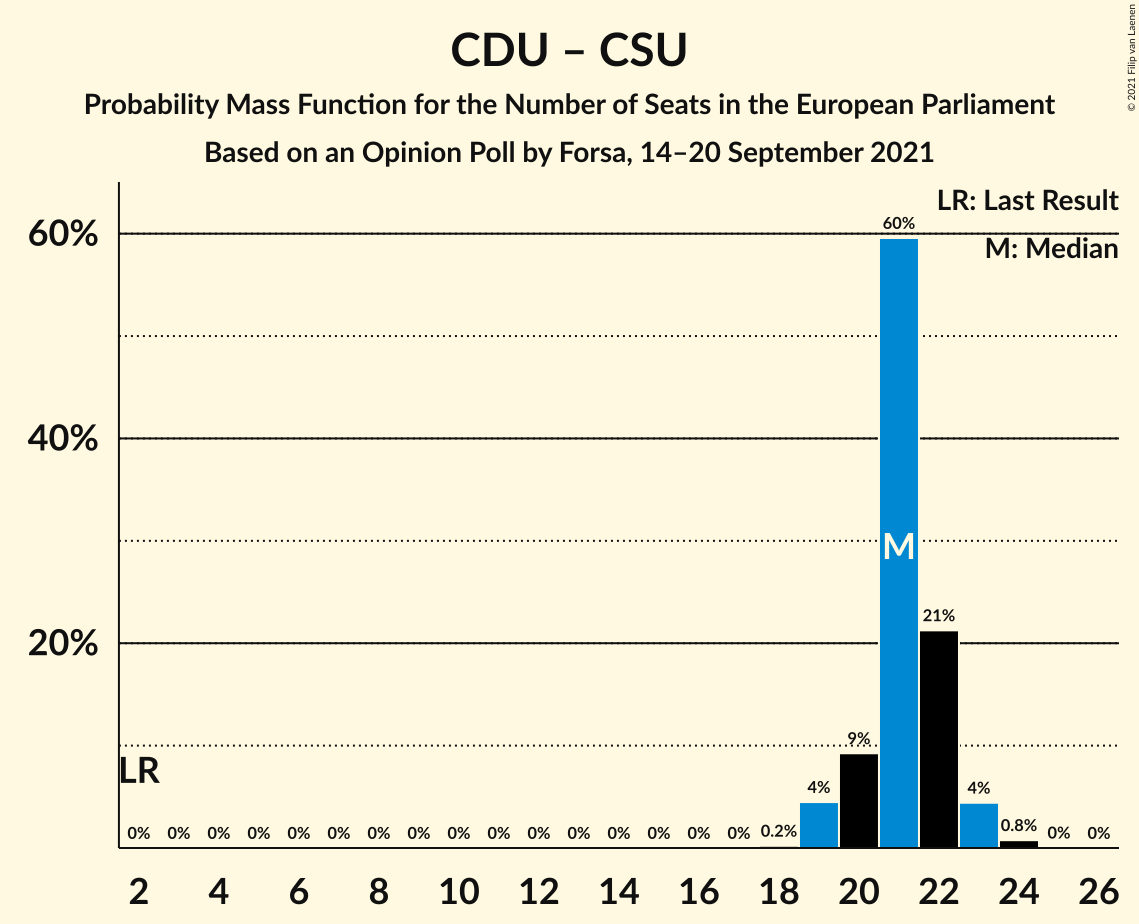 CDU – CSU
Probability Mass Function for the Number of Seats in the European Parliament
Based on an Opinion Poll by Forsa, 14–20 September 2021
© 2021 Filip van Laenen
LR: Last Result
M: Median
60%
40%
20%
60%
M
21%
9%
4%
4%
0.2%
0.8%
LR
0% 0% 0% 0% 0% 0% 0% 0% 0% 0% 0% 0% 0% 0% 0% 0% 0% 0%
2 4 6 8 10 12 14 16 18 20 22 24 26